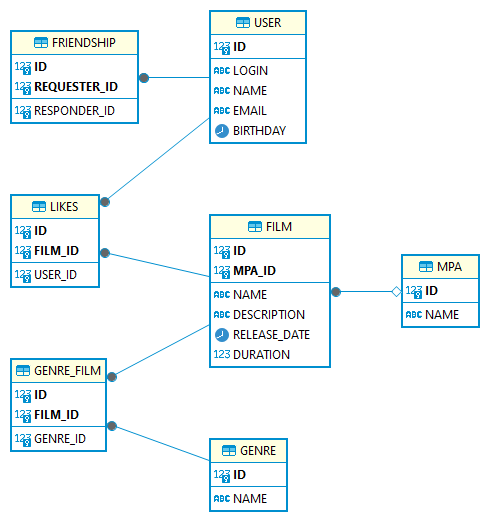 FRIENDSHIP
123 ID
123 REQUESTER_ID
123 RESPONDER_ID
USER
123 ID
ABC LOGIN
ABC NAME
ABC EMAIL
BIRTHDAY
LIKES
123 ID
123 FILM_ID
123 USER_ID
FILM
123 ID
123 MPA_ID
ABC NAME
ABC DESCRIPTION
RELEASE_DATE
123 DURATION
MPA
123 ID
ABC NAME
GENRE_FILM
123 ID
123 FILM_ID
123 GENRE_ID
GENRE
123 ID
ABC NAME